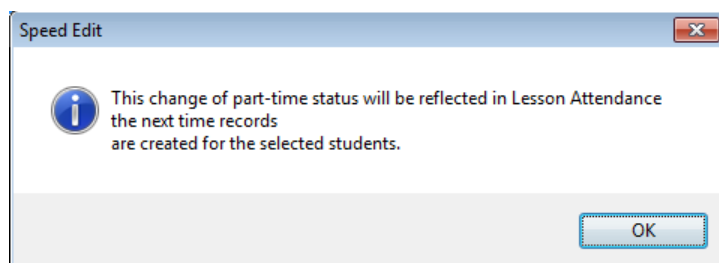 Speed Edit
This change of part-time status will be reflected in Lesson Attendance
the next time records
are created for the selected students.
OK